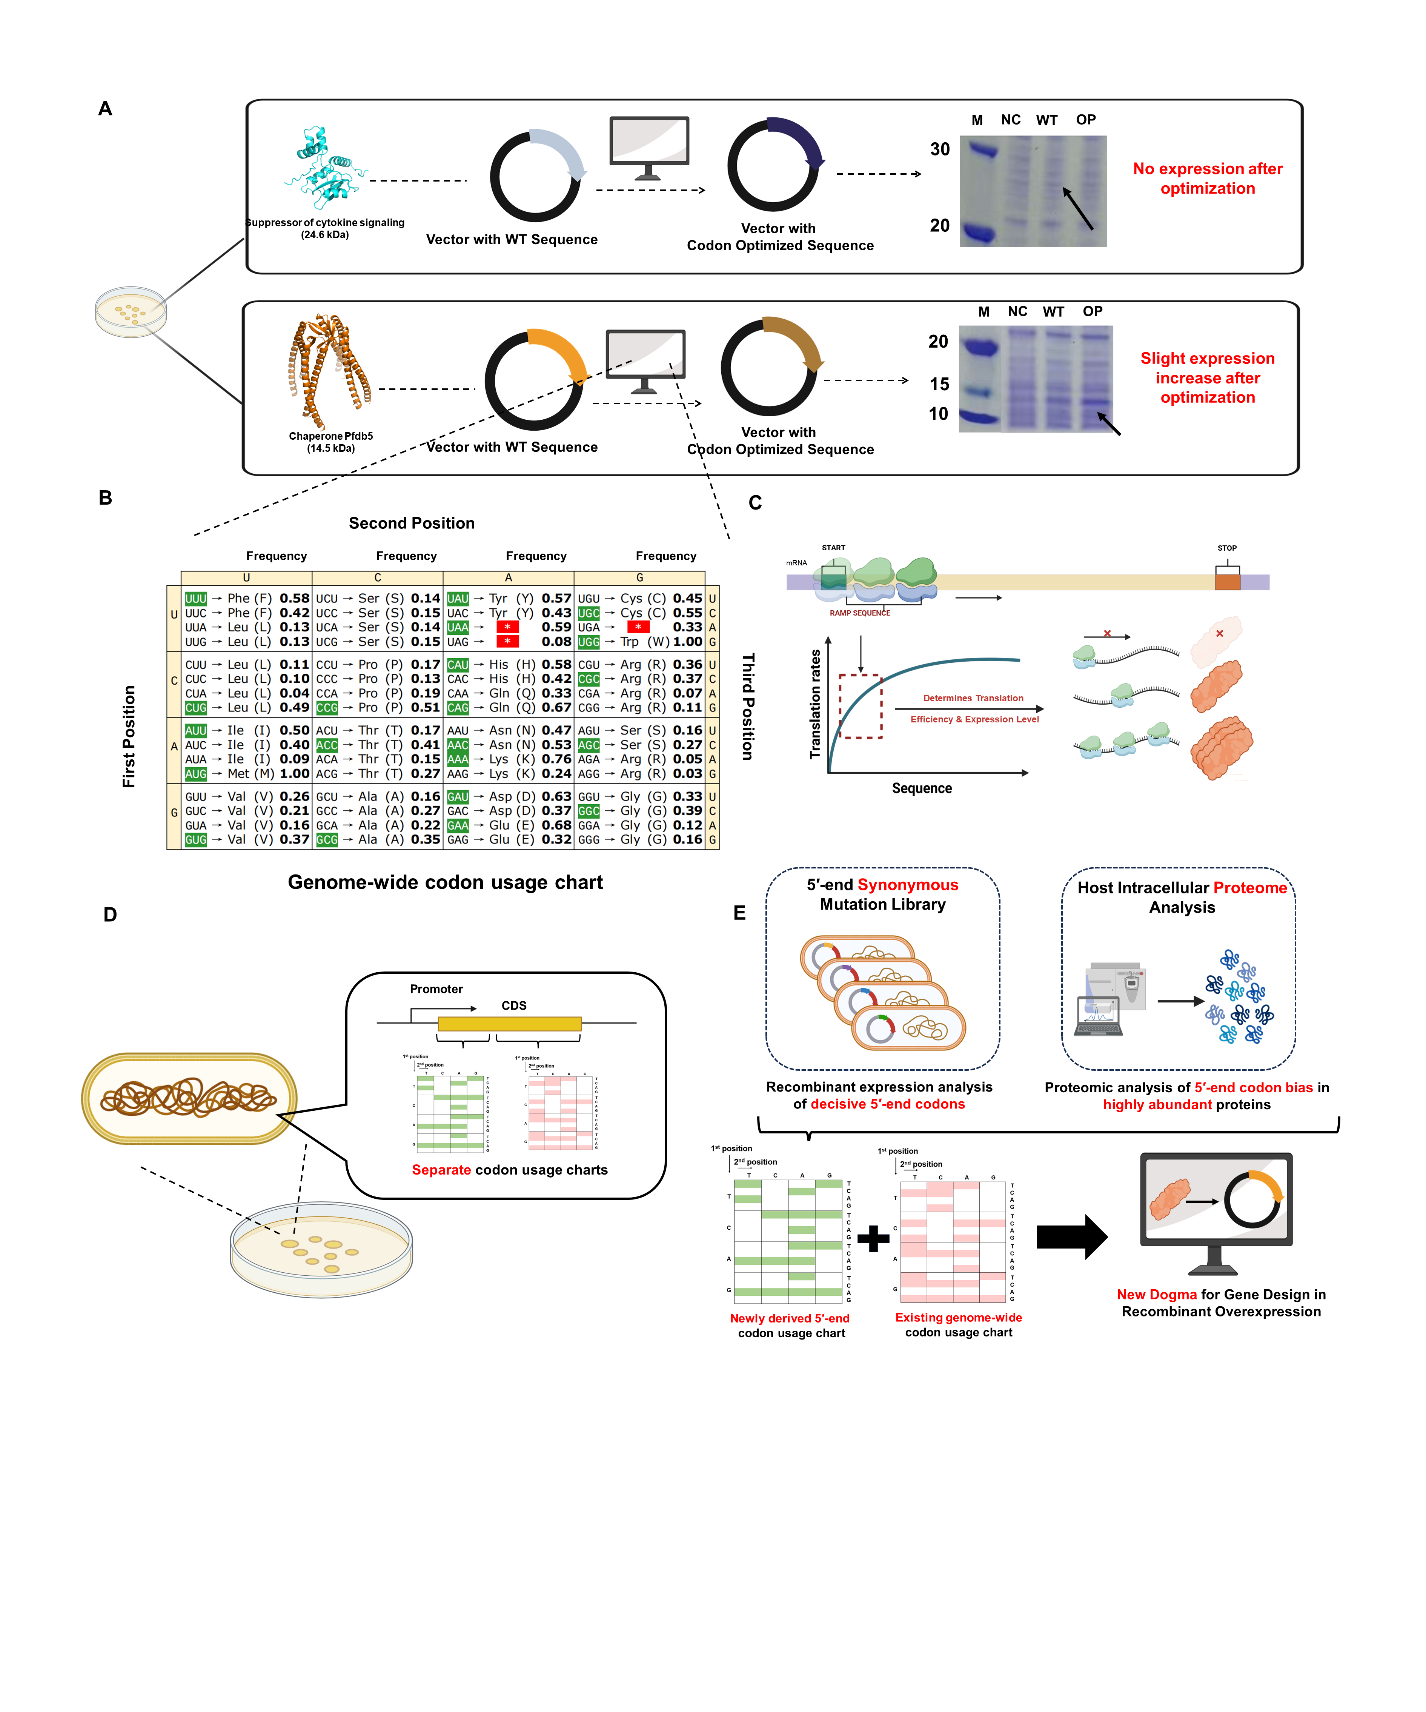 A
Suppressor of cytokine signaling
(24.6 kDa)
Vector with WT Sequence
Vector with
Codon Optimized Sequence
M NC WT OP
30
20
No expression after
optimization
Chaperone Pfdb5
(14.5 kDa)
Vector with WT Sequence
Vector with
Codon Optimized Sequence
M NC WT OP
20
15
10
Slight expression
increase after
optimization
B
Second Position
Frequency Frequency Frequency Frequency
U C A G
First Position
Third Position
U
UUU → Phe (F) 0.58 UCU → Ser (S) 0.14 UAU → Tyr (Y) 0.57 UGU → Cys (C) 0.45 U
UUC → Phe (F) 0.42 UCC → Ser (S) 0.15 UAC → Tyr (Y) 0.43 UGC → Cys (C) 0.55 C
UUA → Leu (L) 0.13 UCA → Ser (S) 0.14 UAA → * 0.59 UGA → * 0.33 A
UUG → Leu (L) 0.13 UCG → Ser (S) 0.15 UAG → * 0.08 UGG → Trp (W) 1.00 G
C
CUU → Leu (L) 0.11 CCU → Pro (P) 0.17 CAU → His (H) 0.58 CGU → Arg (R) 0.36 U
CUC → Leu (L) 0.10 CCC → Pro (P) 0.13 CAC → His (H) 0.42 CGC → Arg (R) 0.37 C
CUA → Leu (L) 0.04 CCA → Pro (P) 0.19 CAA → Gln (Q) 0.33 CGA → Arg (R) 0.07 A
CUG → Leu (L) 0.49 CCG → Pro (P) 0.51 CAG → Gln (Q) 0.67 CGG → Arg (R) 0.11 G
A
AUU → Ile (I) 0.50 ACU → Thr (T) 0.17 AAU → Asn (N) 0.47 AGU → Ser (S) 0.16 U
AUC → Ile (I) 0.40 ACC → Thr (T) 0.41 AAC → Asn (N) 0.53 AGC → Ser (S) 0.27 C
AUA → Ile (I) 0.09 ACA → Thr (T) 0.15 AAA → Lys (K) 0.76 AGA → Arg (R) 0.05 A
AUG → Met (M) 1.00 ACG → Thr (T) 0.27 AAG → Lys (K) 0.24 AGG → Arg (R) 0.03 G
G
GUU → Val (V) 0.26 GCU → Ala (A) 0.16 GAU → Asp (D) 0.63 GGU → Gly (G) 0.33 U
GUC → Val (V) 0.21 GCC → Ala (A) 0.27 GAC → Asp (D) 0.37 GGC → Gly (G) 0.39 C
GUA → Val (V) 0.16 GCA → Ala (A) 0.22 GAA → Glu (E) 0.68 GGA → Gly (G) 0.12 A
GUG → Val (V) 0.37 GCG → Ala (A) 0.35 GAG → Glu (E) 0.32 GGG → Gly (G) 0.16 G
Genome-wide codon usage chart
C
START
STOP
mRNA
RAMP SEQUENCE
Translation rates
Sequence
Determines Translation
Efficiency & Expression Level
D
Promoter
CDS
1st position
2nd position
T C A G
T
C
A
G
T C A G T C A G T C A G T C A G
1st position
2nd position
T C A G
T
C
A
G
T C A G T C A G T C A G T C A G
Separate codon usage charts
E
5′-end Synonymous
Mutation Library
Recombinant expression analysis
of decisive 5′-end codons
Host Intracellular Proteome
Analysis
Proteomic analysis of 5′-end codon bias in
highly abundant proteins
1st position
2nd position
T C A G
T
C
A
G
T C A G T C A G T C A G T C A G
Newly derived 5′-end
codon usage chart
1st position
2nd position
T C A G
T
C
A
G
T C A G T C A G T C A G T C A G
Existing genome-wide
codon usage chart
New Dogma for Gene Design in
Recombinant Overexpression